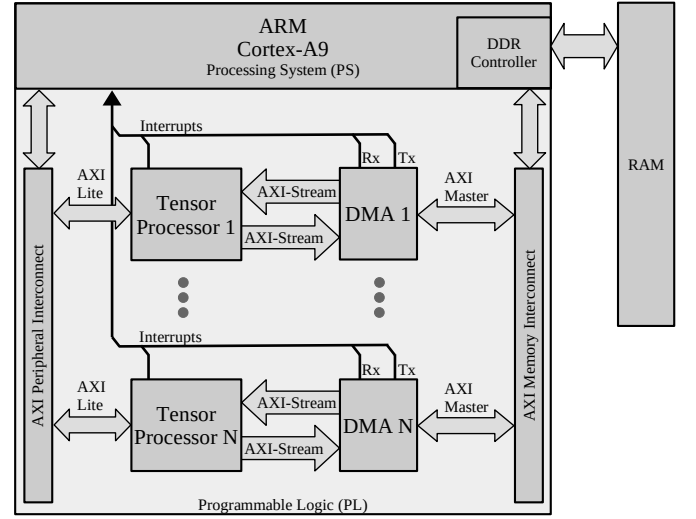 ARM
Cortex-A9
Processing System (PS)
DDR
Controller
RAM
Interrupts
Rx
Tx
AXI
Lite
Tensor
Processor 1
AXI-Stream
AXI-Stream
DMA 1
AXI
Master
AXI Peripheral Interconnect
AXI Memory Interconnect
Interrupts
Rx
Tx
AXI
Lite
Tensor
Processor N
AXI-Stream
AXI-Stream
DMA N
AXI
Master
Programmable Logic (PL)